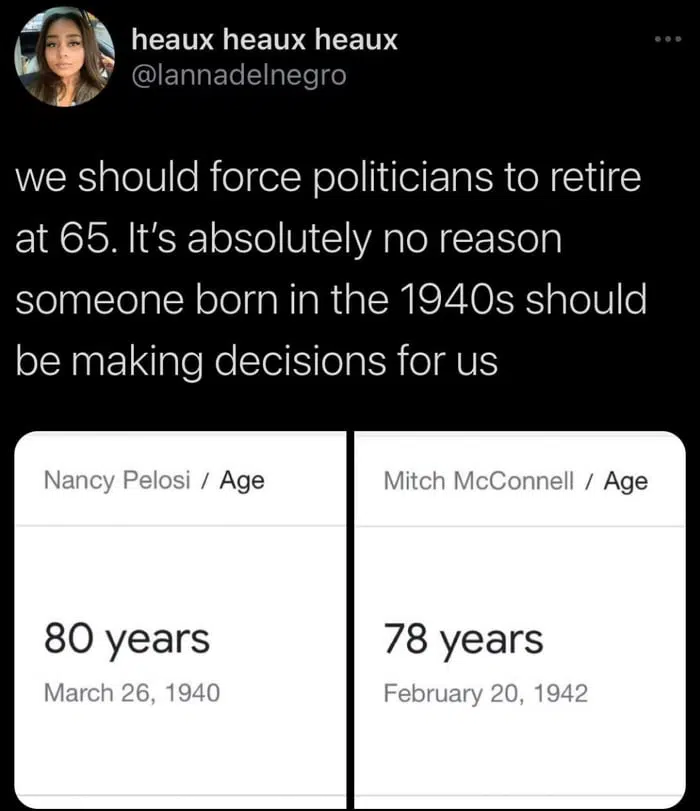 heaux heaux heaux
@lannadelnegro
we should force politicians to retire
at 65. It's absolutely no reason
someone born in the 1940s should
be making decisions for us
Nancy Pelosi / Age
80 years
March 26, 1940
Mitch McConnell / Age
78 years
February 20, 1942